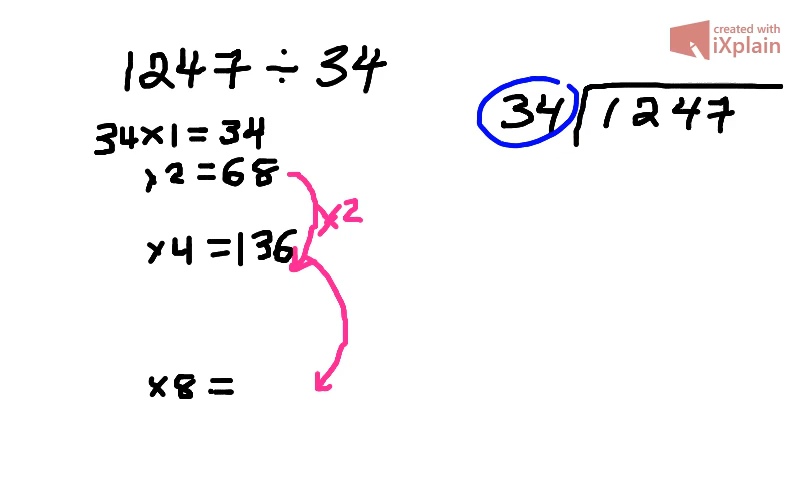 created with
iXplain
1247 ÷ 34
34 1247
34 × 1 = 34
× 2 = 68
× 2
× 4 = 136
× 8 =